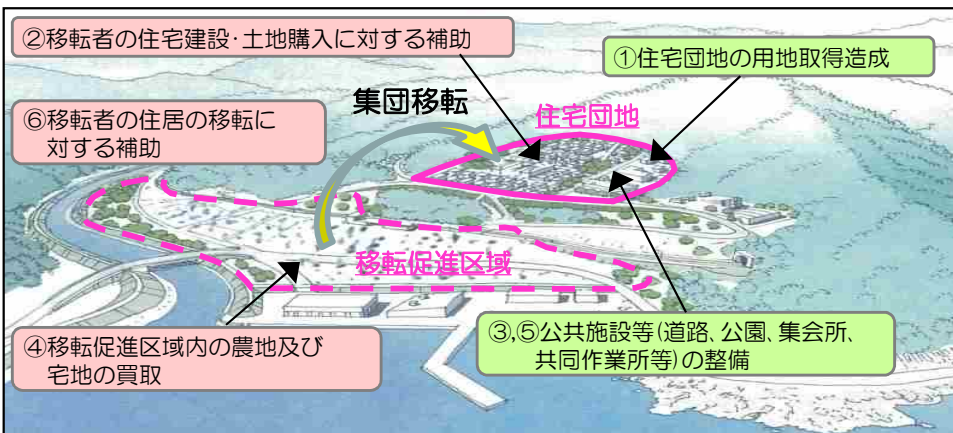 ②移転者の住宅建設･土地購入に対する補助
①住宅団地の用地取得造成
集団移転
住宅団地
⑥移転者の住居の移転に
対する補助
移転促進区域
④移転促進区域内の農地及び
宅地の買取
③,⑤公共施設等(道路、公園、集会所、
共同作業所等)の整備